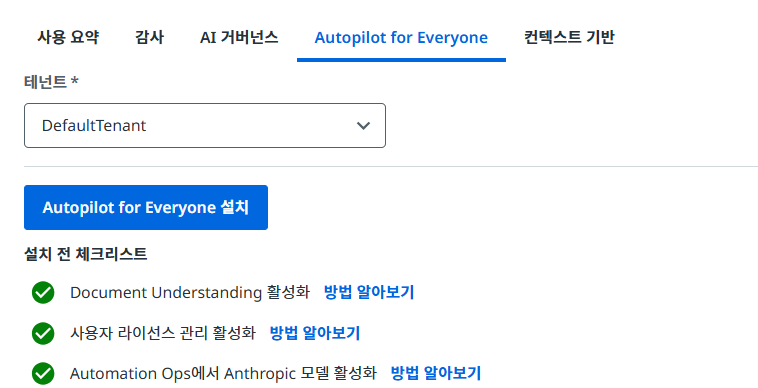 사용 요약 감사 AI 거버넌스 Autopilot for Everyone 컨텍스트 기반
테넌트 *
DefaultTenant
Autopilot for Everyone 설치
설치 전 체크리스트
Document Understanding 활성화 방법 알아보기
사용자 라이선스 관리 활성화 방법 알아보기
Automation Ops에서 Anthropic 모델 활성화 방법 알아보기